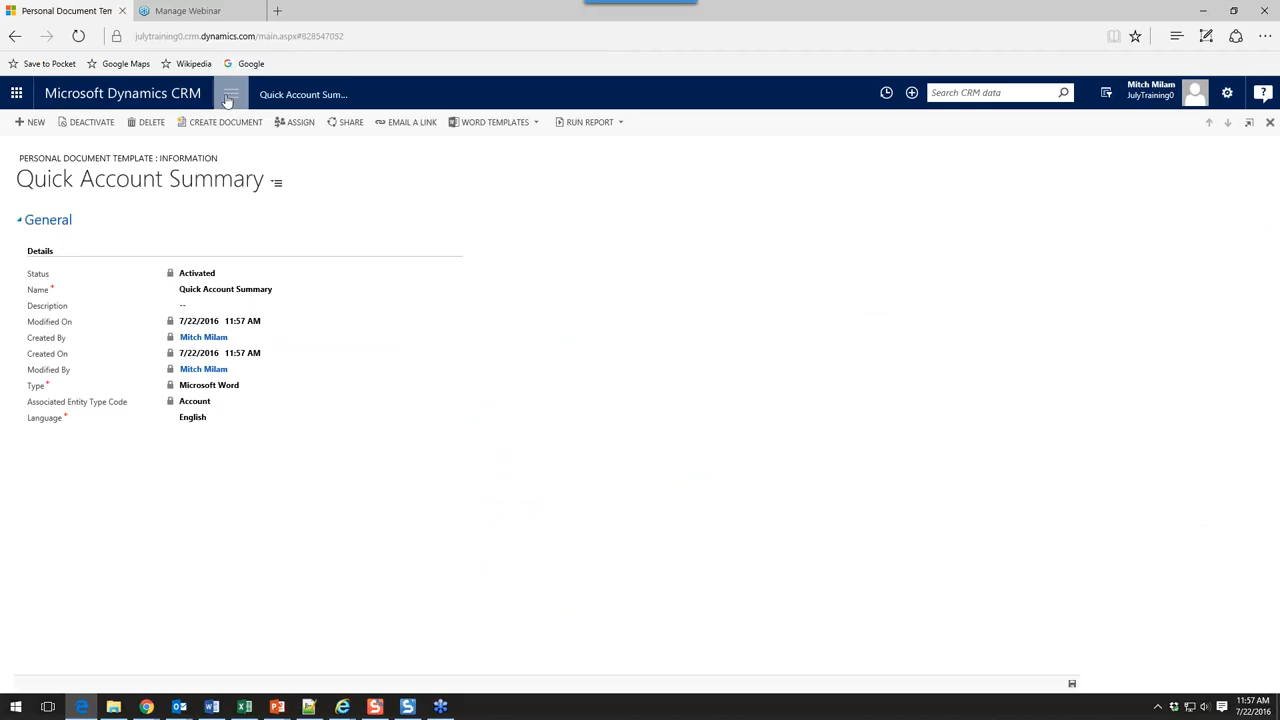 Personal Document Tem
Manage Webinar
julytraining0.crm.dynamics.com/main.aspx#828547052
Save to Pocket
Google Maps
Wikipedia
Google
Microsoft Dynamics CRM
Quick Account Sum...
Search CRM data
Mitch Milam
JulyTraining0
NEW
DEACTIVATE
DELETE
CREATE DOCUMENT
ASSIGN
SHARE
EMAIL A LINK
WORD TEMPLATES
RUN REPORT
PERSONAL DOCUMENT TEMPLATE : INFORMATION
Quick Account Summary
General
Details
Status Activated
Name* Quick Account Summary
Description --
Modified On 7/22/2016 11:57 AM
Created By Mitch Milam
Created On 7/22/2016 11:57 AM
Modified By Mitch Milam
Type* Microsoft Word
Associated Entity Type Code Account
Language* English
11:57 AM
7/22/2016